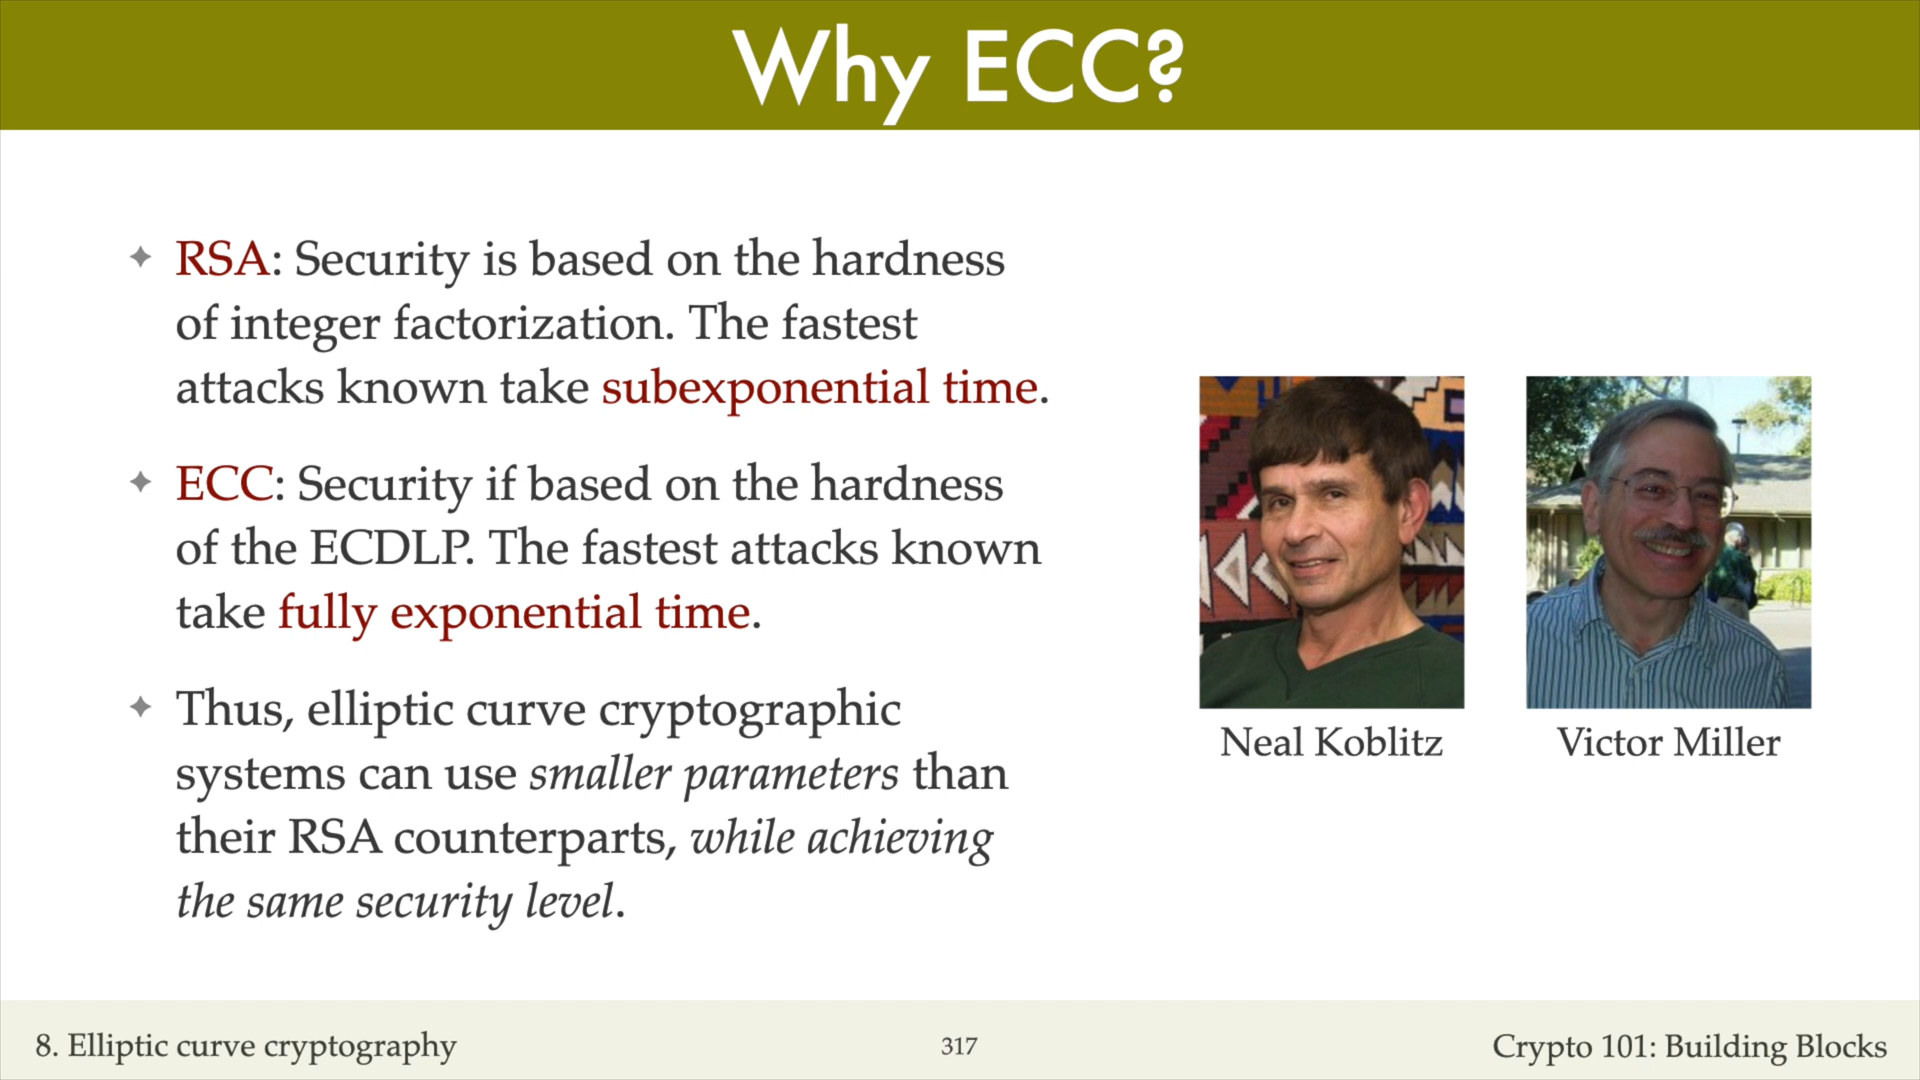 Why ECC?
✦ RSA: Security is based on the hardness
of integer factorization. The fastest
attacks known take subexponential time.
✦ ECC: Security if based on the hardness
of the ECDLP. The fastest attacks known
take fully exponential time.
✦ Thus, elliptic curve cryptographic
systems can use smaller parameters than
their RSA counterparts, while achieving
the same security level.
Neal Koblitz
Victor Miller
8. Elliptic curve cryptography
317
Crypto 101: Building Blocks